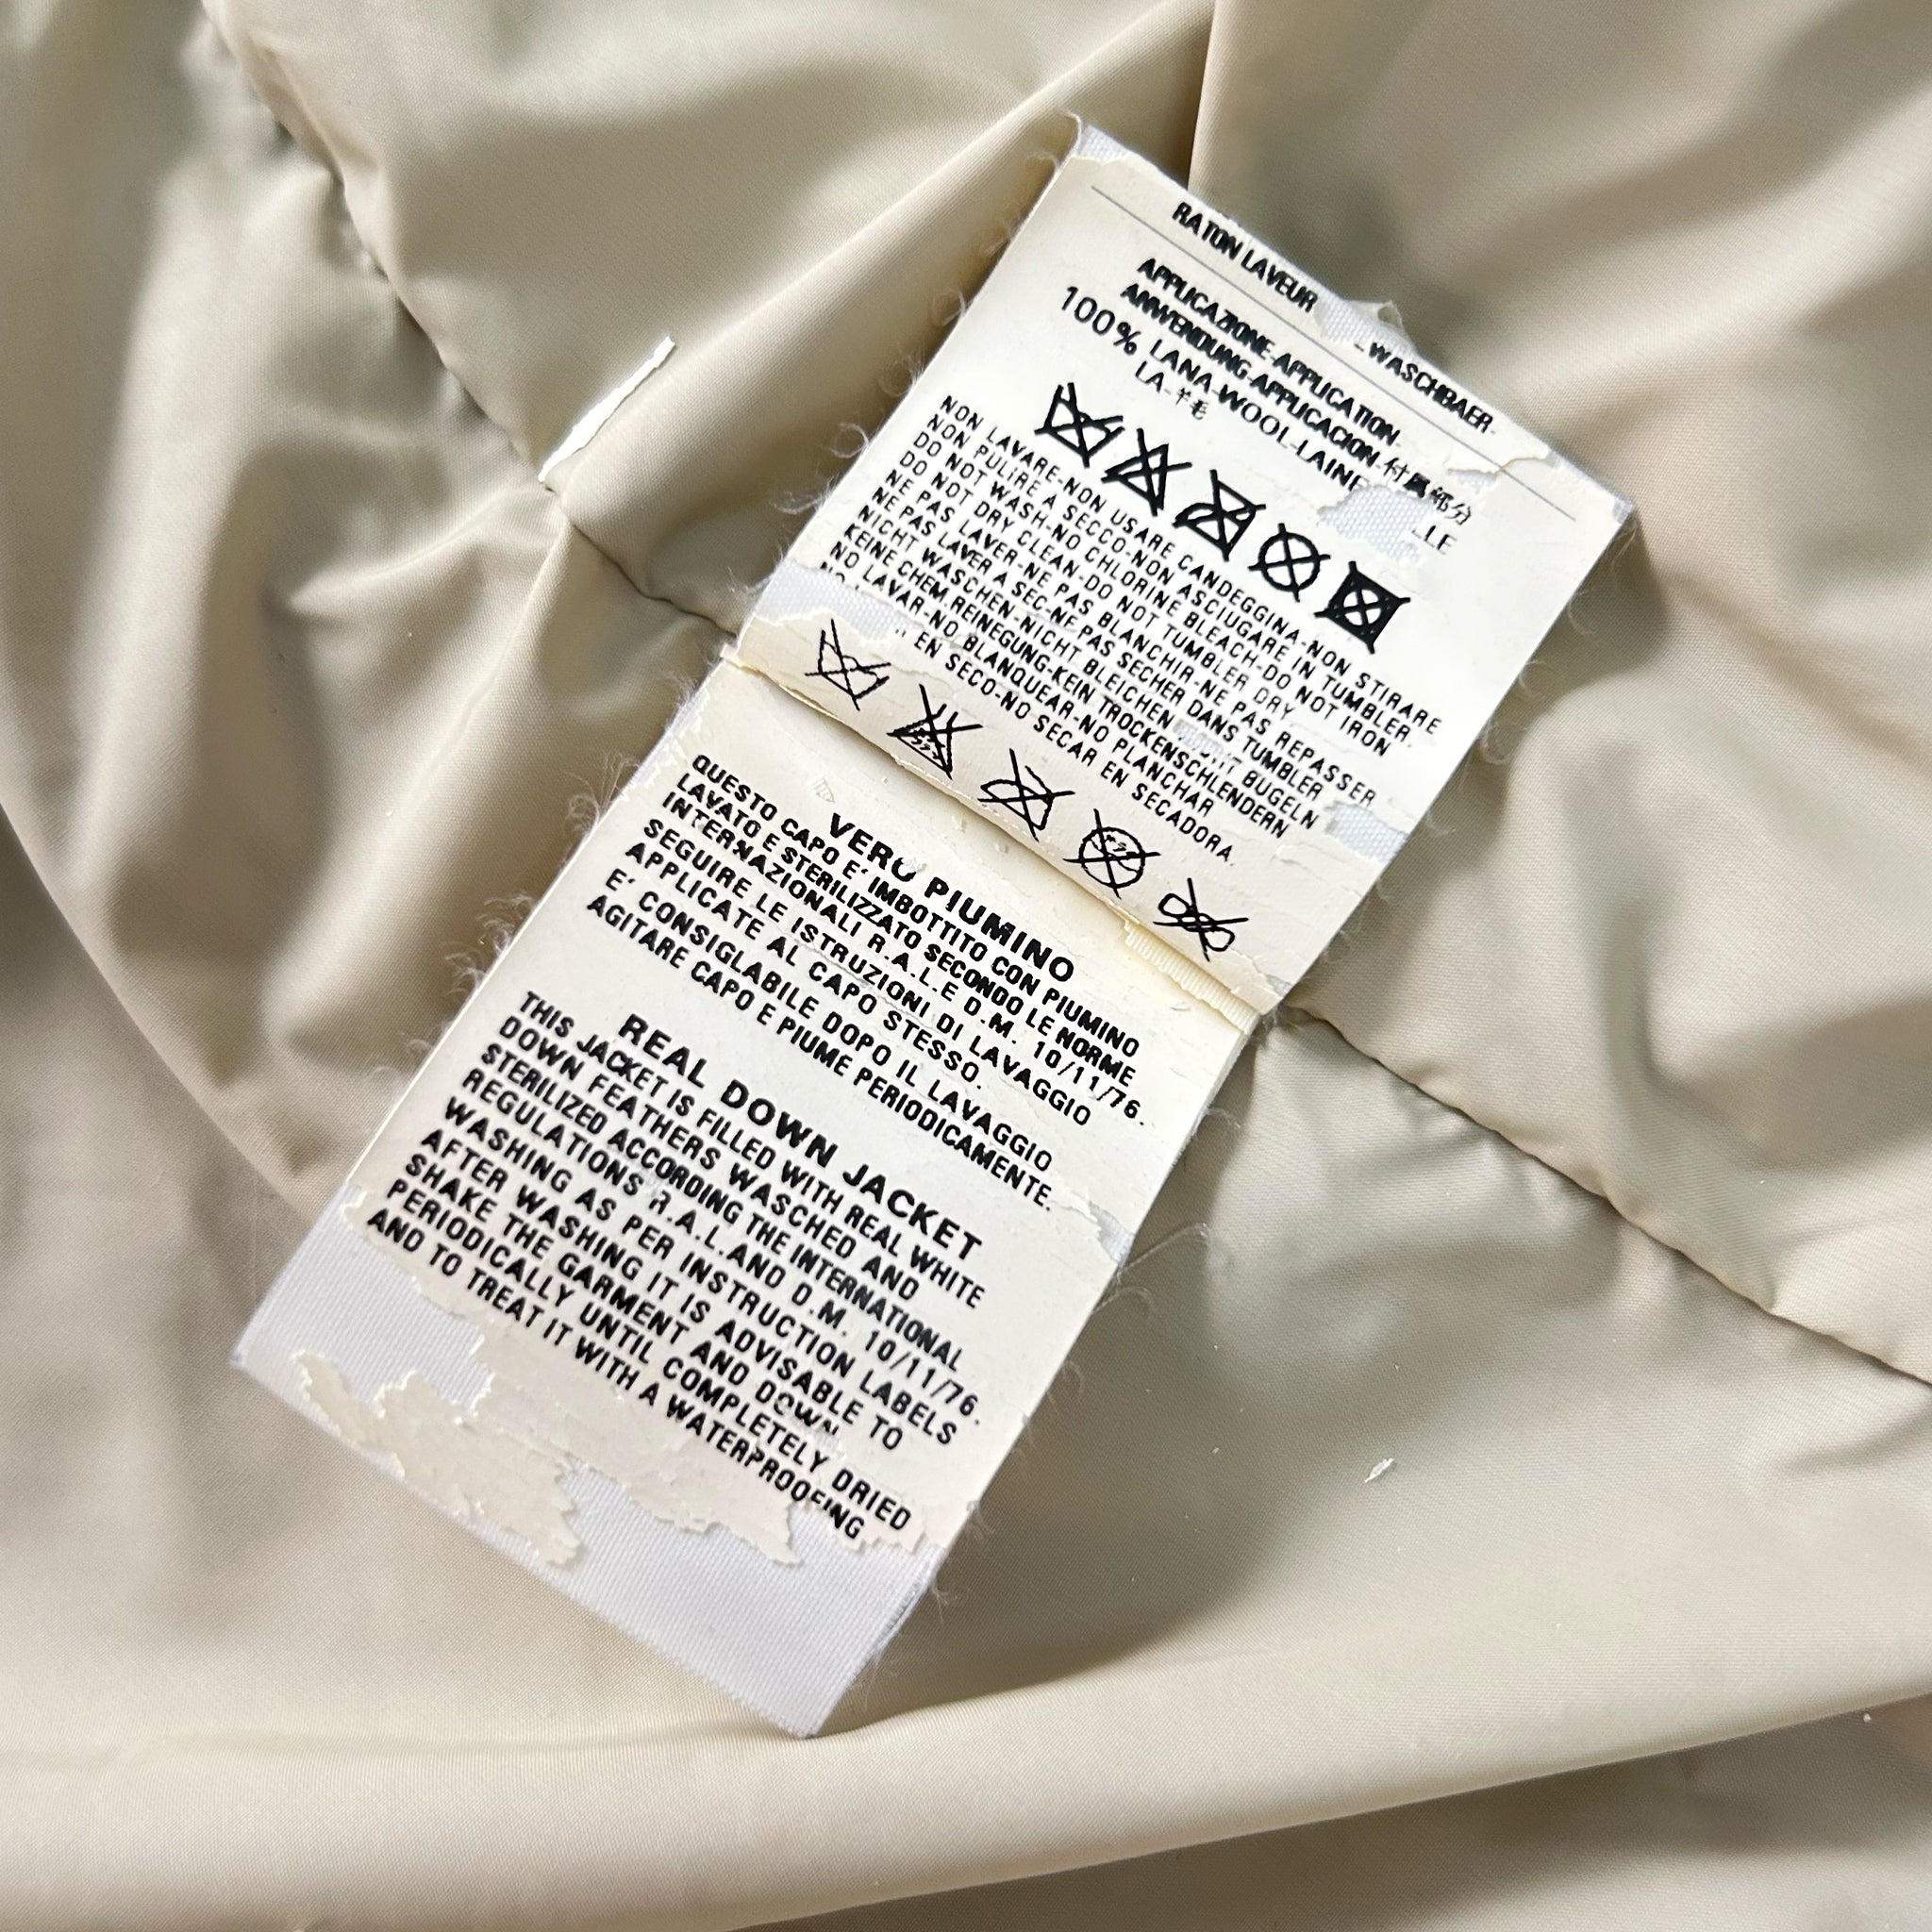 RATON LAVEUR - WASCHBAER-
APPLICAZIONE-APPLICATION-
ANWENDUNG-APPLICACION-付属部分
100% LANA-WOOL-LAINE
LA-羊毛
NON LAVARE-NON USARE CANDEGGINA-NON STIRARE
NON PULIRE A SECCO-NON ASCIUGARE IN TUMBLER.
DO NOT WASH-NO CHLORINE BLEACH-DO NOT IRON
DO NOT DRY CLEAN-DO NOT TUMBLER DRY
NE PAS LAVER-NE PAS BLANCHIR-NE PAS REPASSER
NE PAS LAVER A SEC-NE PAS SECHER DANS TUMBLER
NICHT WASCHEN-NICHT BLEICHEN BUGELN
KEINE CHEM.REINEGUNG-KEIN TROCKENSCHLENDERN
NO LAVAR-NO BLANQUEAR-NO PLANCHAR
EN SECO-NO SECAR EN SECADORA.
VERO PIUMINO
QUESTO CAPO E' IMBOTTITO CON PIUMINO
LAVATO E STERILIZZATO SECONDO LE NORME
INTERNAZIONALI R.A.L.E D.M. 10/11/76.
SEGUIRE LE ISTRUZIONI DI LAVAGGIO
APPLICATE AL CAPO STESSO.
E' CONSIGLABILE DOPO IL LAVAGGIO
AGITARE CAPO E PIUME PERIODICAMENTE.
REAL DOWN JACKET
THIS JACKET IS FILLED WITH REAL WHITE
DOWN FEATHERS WASCHED AND
STERILIZED ACCORDING THE INTERNATIONAL
REGULATIONS R.A.L.AND D.M. 10/11/76.
WASHING AS PER INSTRUCTION LABELS
AFTER WASHING IT IS ADVISABLE TO
SHAKE THE GARMENT AND DOWN
PERIODICALLY UNTIL COMPLETELY DRIED
AND TO TREAT IT WITH A WATERPROOFING